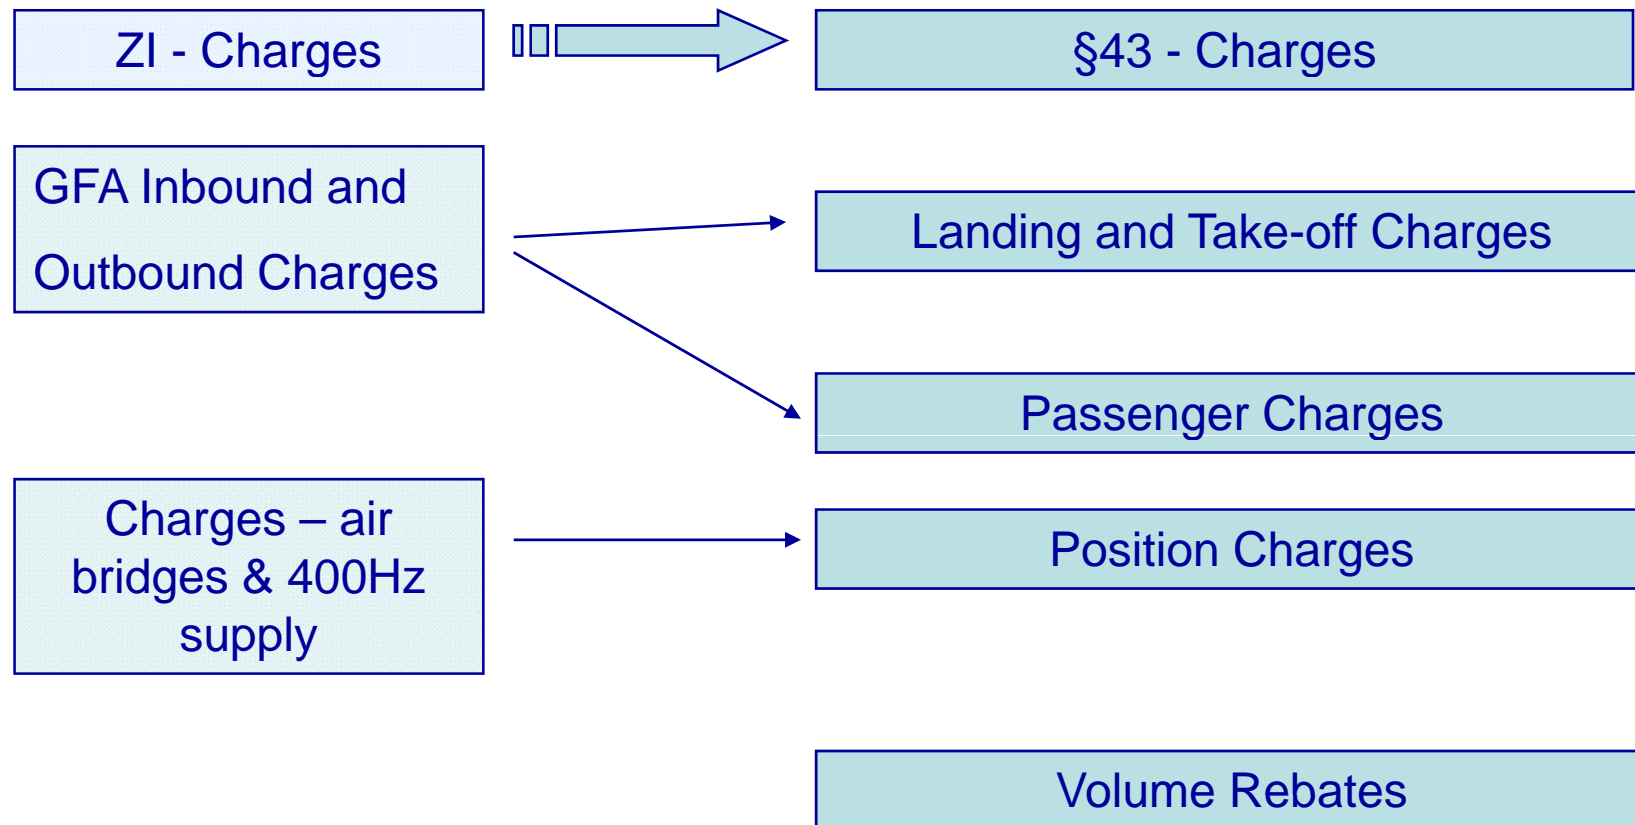 ZI - Charges
§43 - Charges
GFA Inbound and
Outbound Charges
Landing and Take-off Charges
Passenger Charges
Charges – air
bridges & 400Hz
supply
Position Charges
Volume Rebates